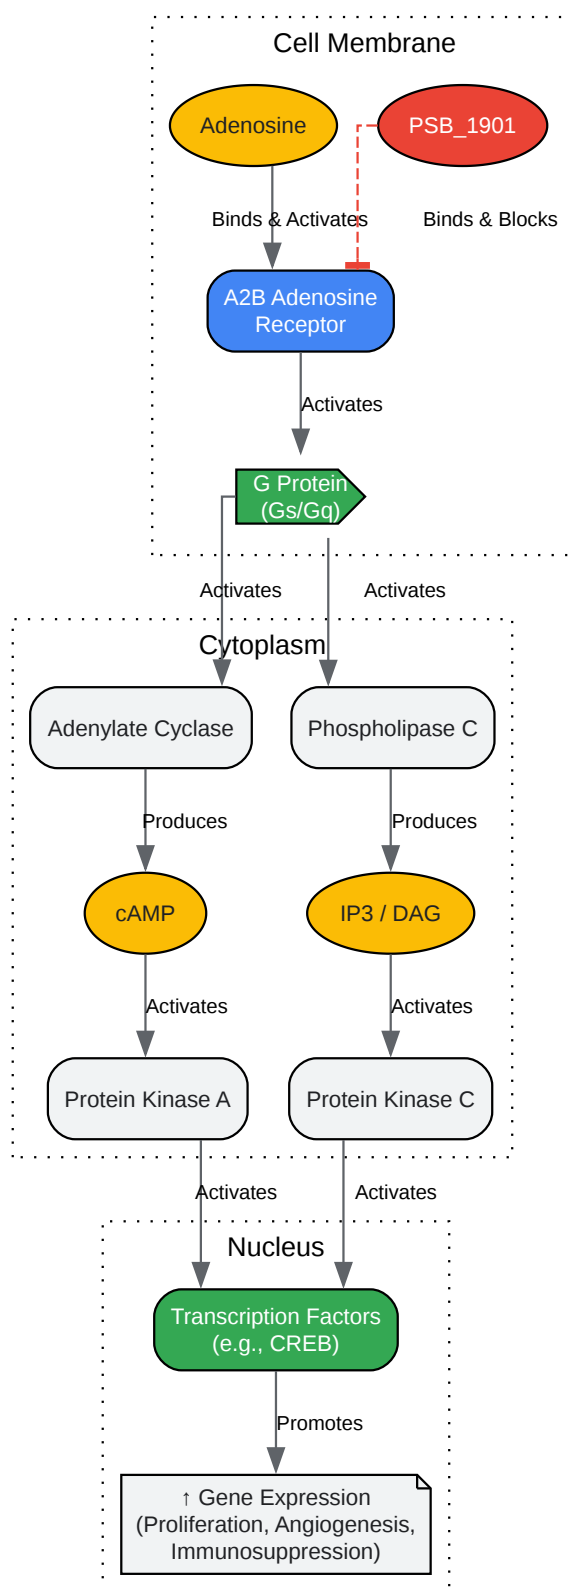 Cell Membrane
Adenosine
PSB_1901
Binds & Activates
Binds & Blocks
A2B Adenosine
Receptor
Activates
G Protein
(Gs/Gq)
Activates
Activates
Cytoplasm
Adenylate Cyclase
Phospholipase C
Produces
Produces
cAMP
IP3 / DAG
Activates
Activates
Protein Kinase A
Protein Kinase C
Activates
Activates
Nucleus
Transcription Factors
(e.g., CREB)
Promotes
↑ Gene Expression
(Proliferation, Angiogenesis,
Immunosuppression)